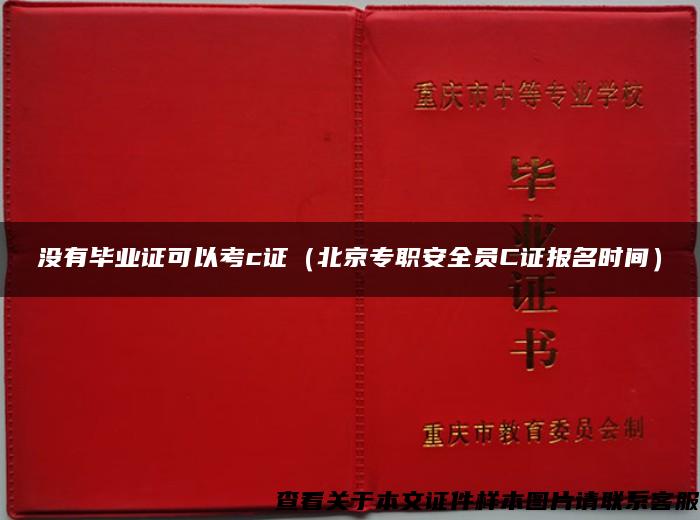 重庆市中等专业学校
毕业证书
没有毕业证可以考c证（北京专职安全员C证报名时间）
重庆市教育委员会制
查看关于本文证件样本图片请联系客服